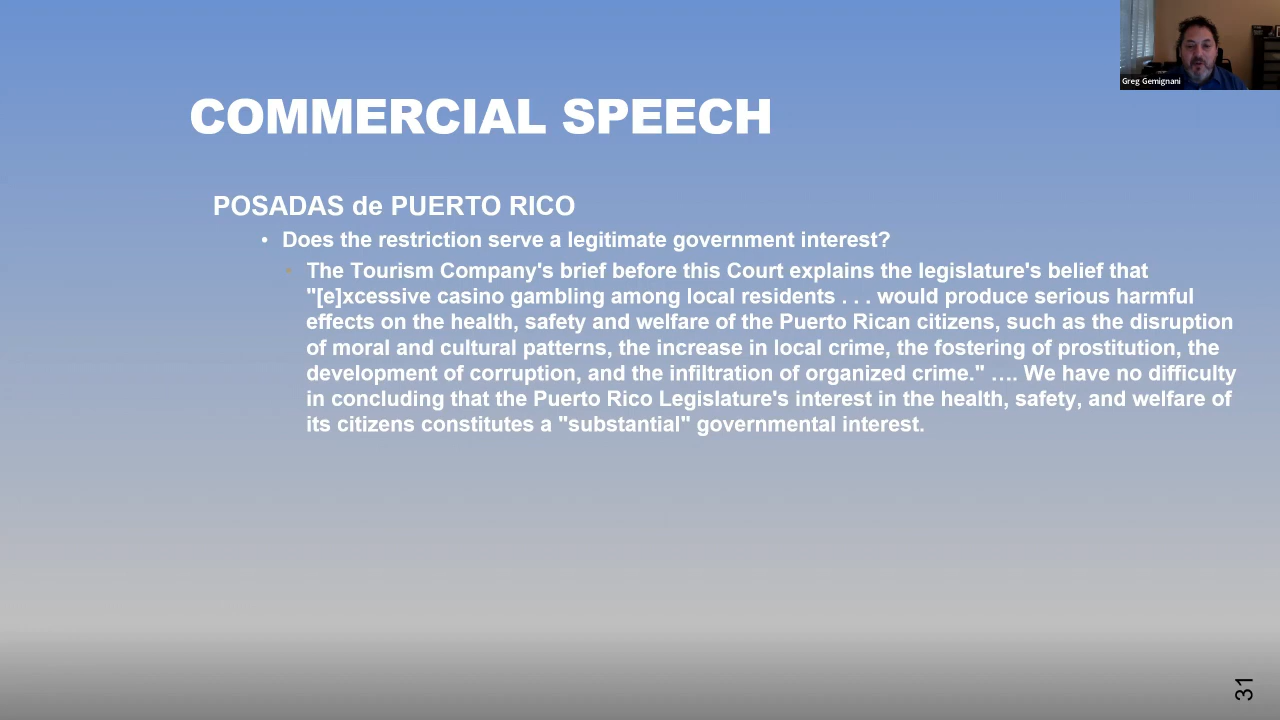 Greg Gemignani
COMMERCIAL SPEECH
POSADAS de PUERTO RICO
• Does the restriction serve a legitimate government interest?
• The Tourism Company's brief before this Court explains the legislature's belief that
"[e]xcessive casino gambling among local residents . . . would produce serious harmful
effects on the health, safety and welfare of the Puerto Rican citizens, such as the disruption
of moral and cultural patterns, the increase in local crime, the fostering of prostitution, the
development of corruption, and the infiltration of organized crime." …. We have no difficulty
in concluding that the Puerto Rico Legislature's interest in the health, safety, and welfare of
its citizens constitutes a "substantial" governmental interest.
31